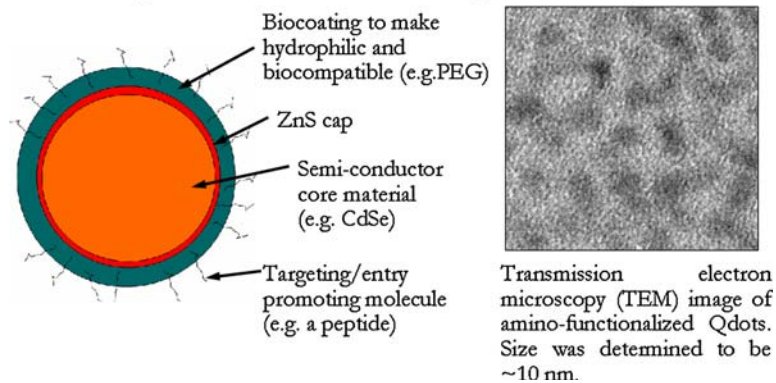 Biocoating to make
hydrophilic and
biocompatible (e.g.PEG)
ZnS cap
Semi-conductor
core material
(e.g. CdSe)
Targeting/entry
promoting molecule
(e.g. a peptide)
Transmission electron
microscopy (TEM) image of
amino-functionalized Qdots.
Size was determined to be
~10 nm.